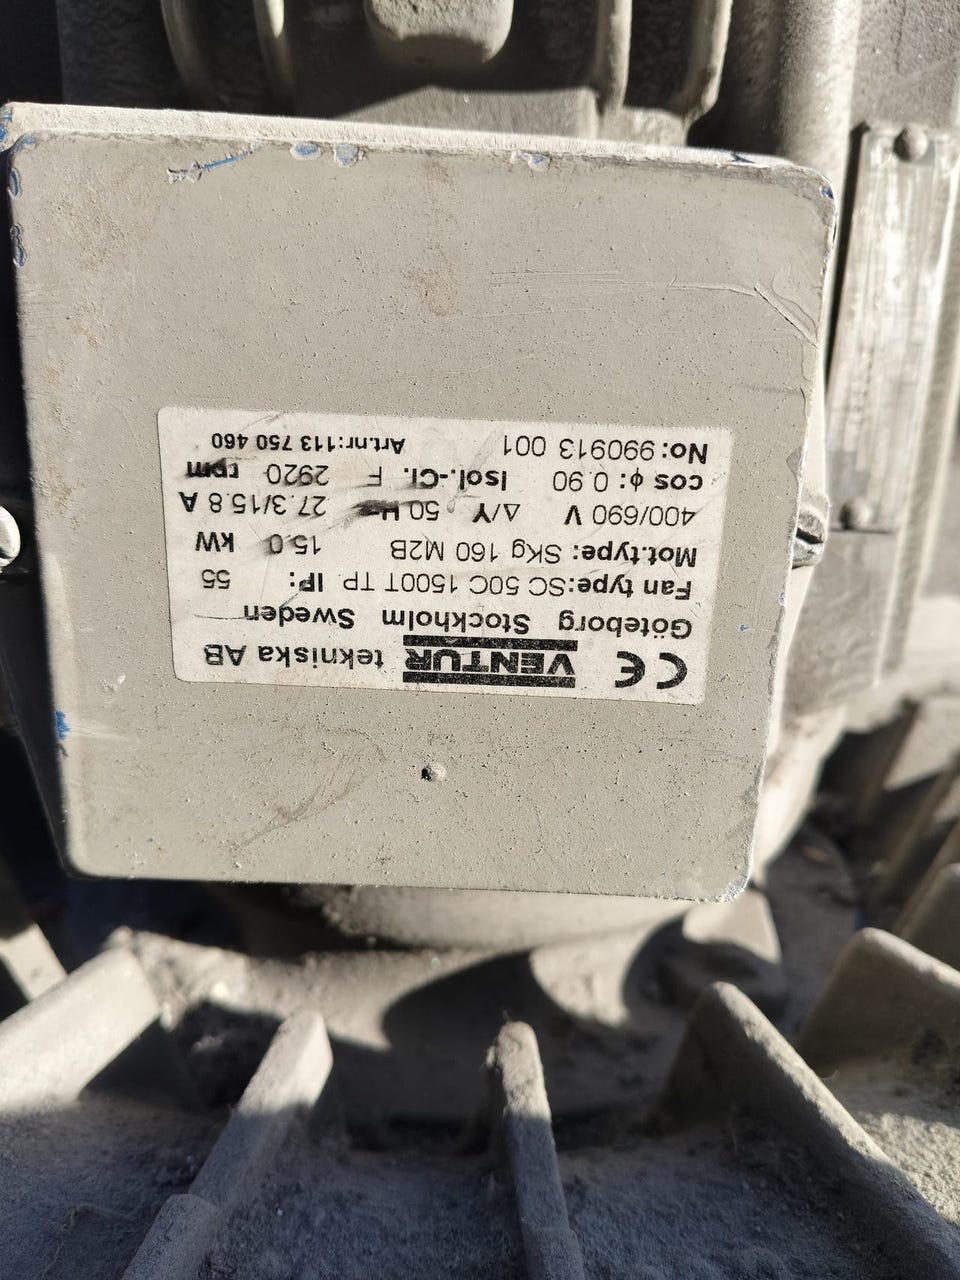 CE VENTUR tekniska AB
Göteborg Stockholm Sweden
Fan type: SC 50C 1500T TP. IP: 55
Mot.type: SKg 160 M2B 15.0 kW
400/690 V Δ/Y 50 Hz 27.3/15.8 A
cos ϕ: 0.90 Isol.-Cl. F 2920 rpm
No: 990913 001 Art.nr:113 750 460